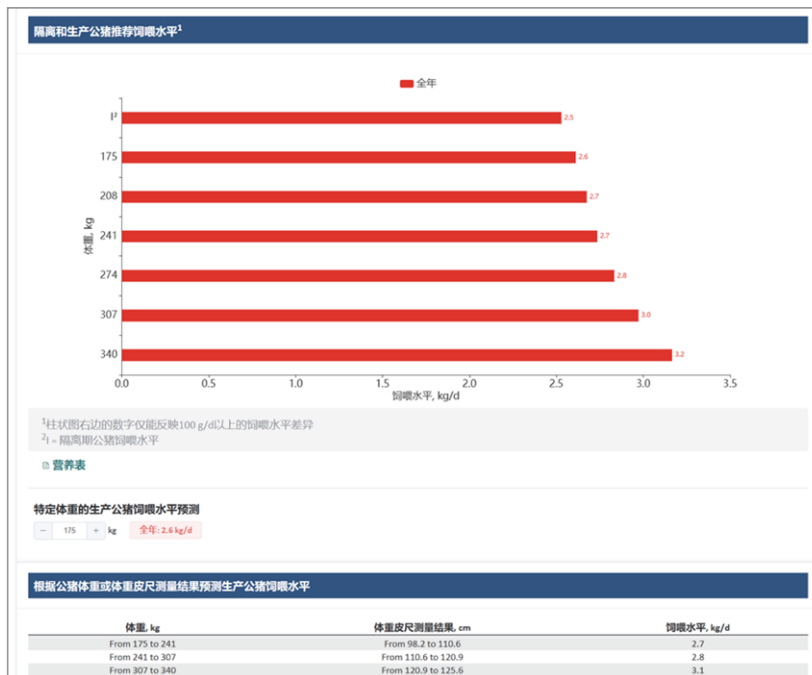 隔离和生产公猪推荐饲喂水平¹
全年
I² 2.5
175 2.6
208 2.7
241 2.7
274 2.8
307 3.0
340 3.2
体重, kg
0.0 0.5 1.0 1.5 2.0 2.5 3.0 3.5
饲喂水平, kg/d
¹柱状图右边的数字仅能反映100 g/d以上的饲喂水平差异
²I = 隔离期公猪饲喂水平
营养表
特定体重的生产公猪饲喂水平预测
− 175 + kg 全年: 2.6 kg/d
根据公猪体重或体重皮尺测量结果预测生产公猪饲喂水平
体重, kg 体重皮尺测量结果, cm 饲喂水平, kg/d
From 175 to 241 From 98.2 to 110.6 2.7
From 241 to 307 From 110.6 to 120.9 2.8
From 307 to 340 From 120.9 to 125.6 3.1